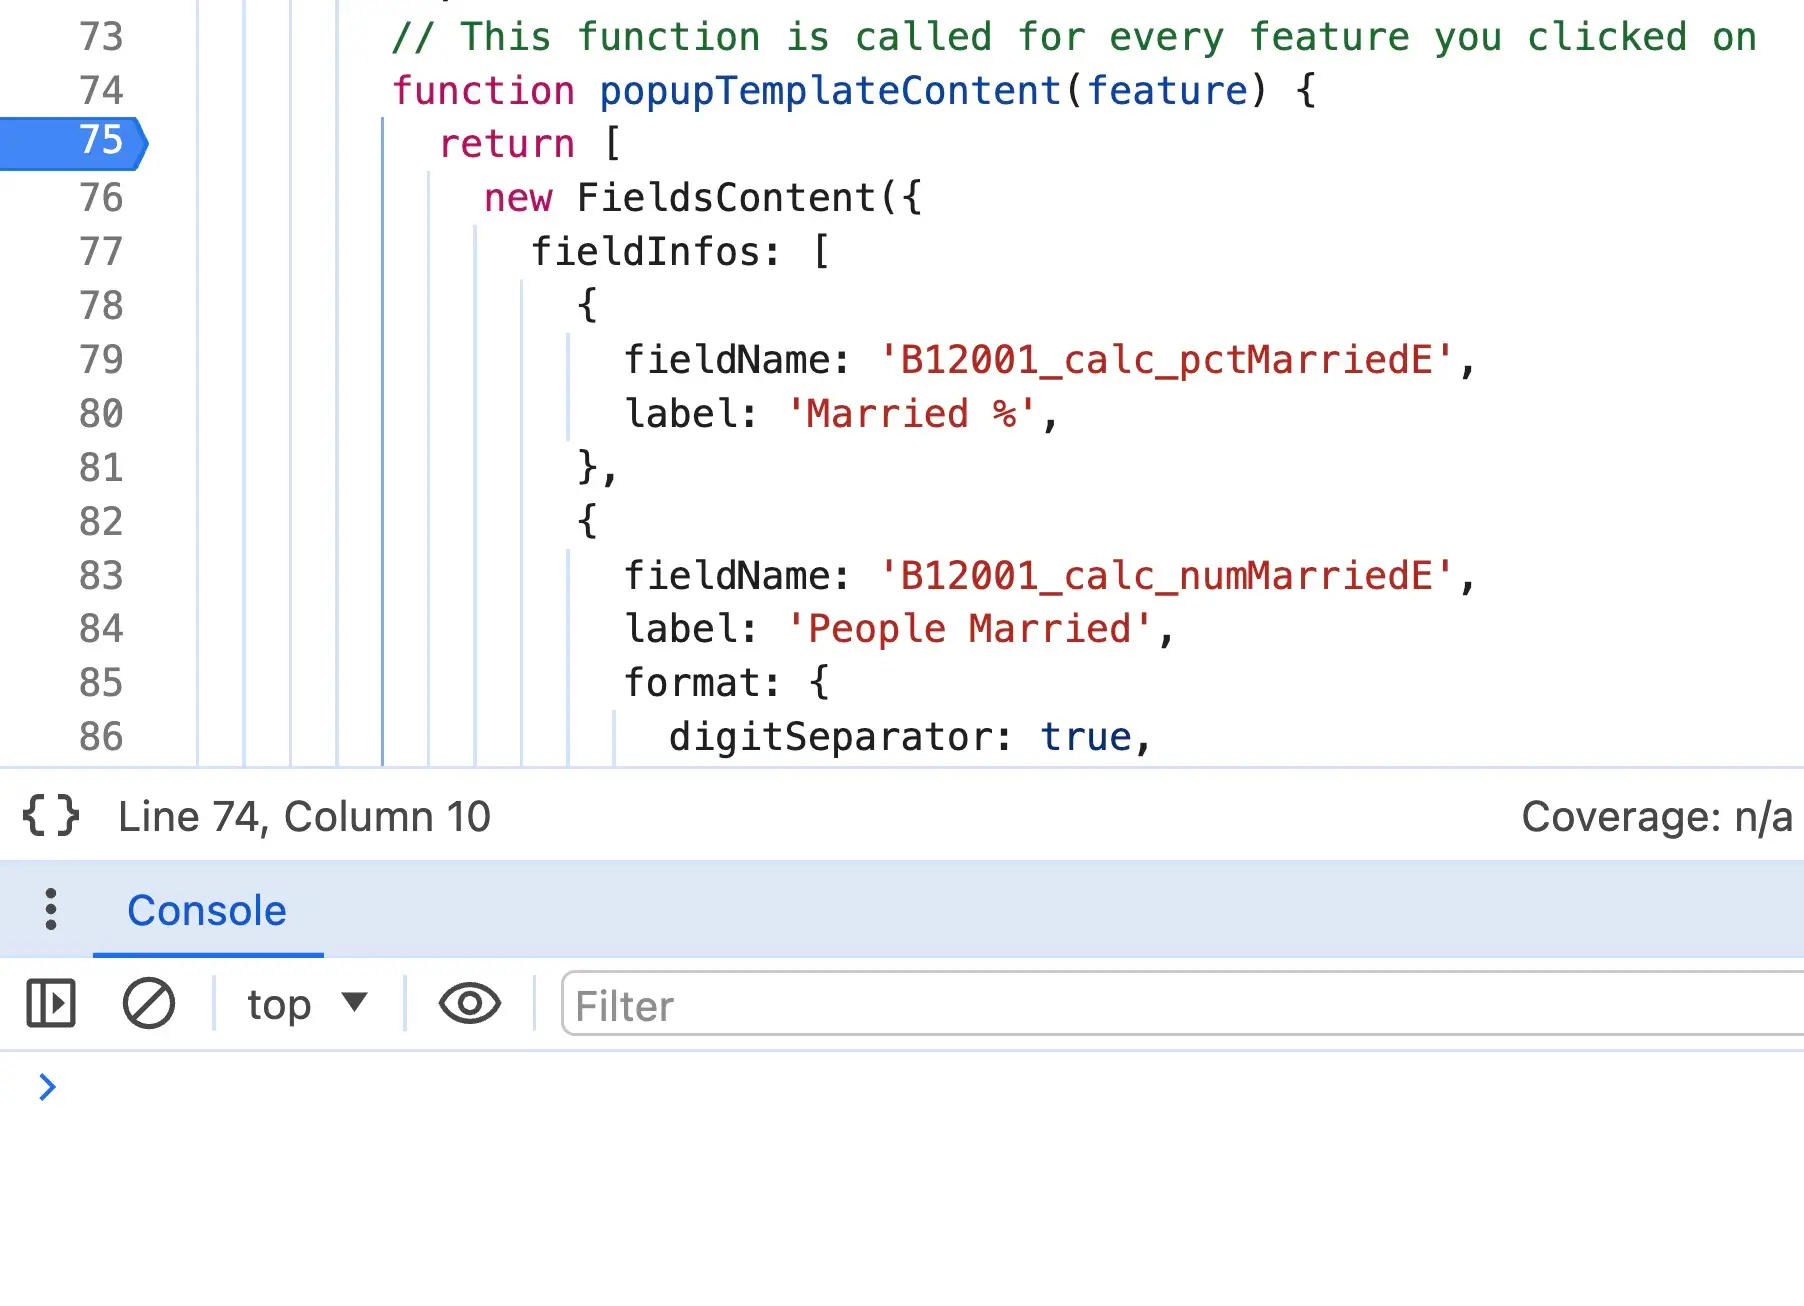 73 // This function is called for every feature you clicked on
74 function popupTemplateContent(feature) {
75 return [
76 new FieldsContent({
77 fieldInfos: [
78 {
79 fieldName: 'B12001_calc_pctMarriedE',
80 label: 'Married %',
81 },
82 {
83 fieldName: 'B12001_calc_numMarriedE',
84 label: 'People Married',
85 format: {
86 digitSeparator: true,
{} Line 74, Column 10 Coverage: n/a
Console
top Filter
>